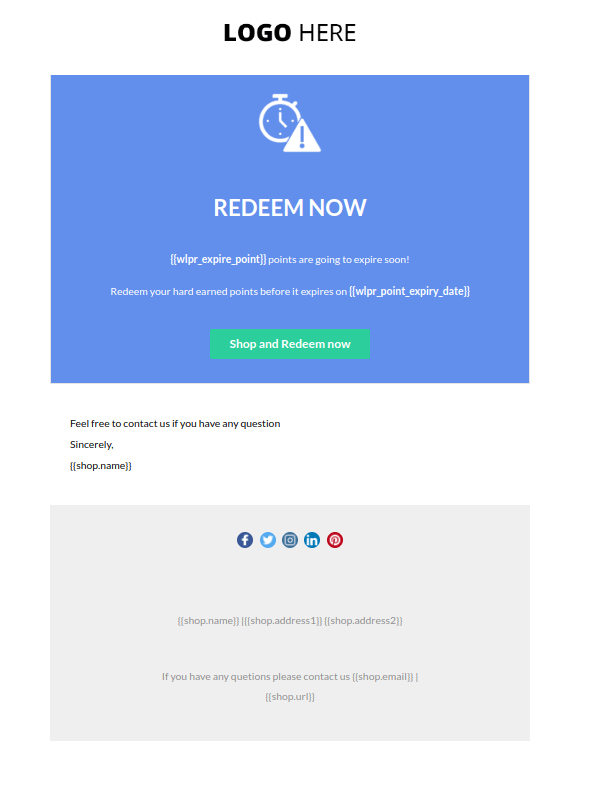 LOGO HERE
REDEEM NOW
{{wlpr_expire_point}} points are going to expire soon!
Redeem your hard earned points before it expires on {{wlpr_point_expiry_date}}
Shop and Redeem now
Feel free to contact us if you have any question
Sincerely,
{{shop.name}}
{{shop.name}} |{{shop.address1}} {{shop.address2}}
If you have any quetions please contact us {{shop.email}} |
{{shop.url}}